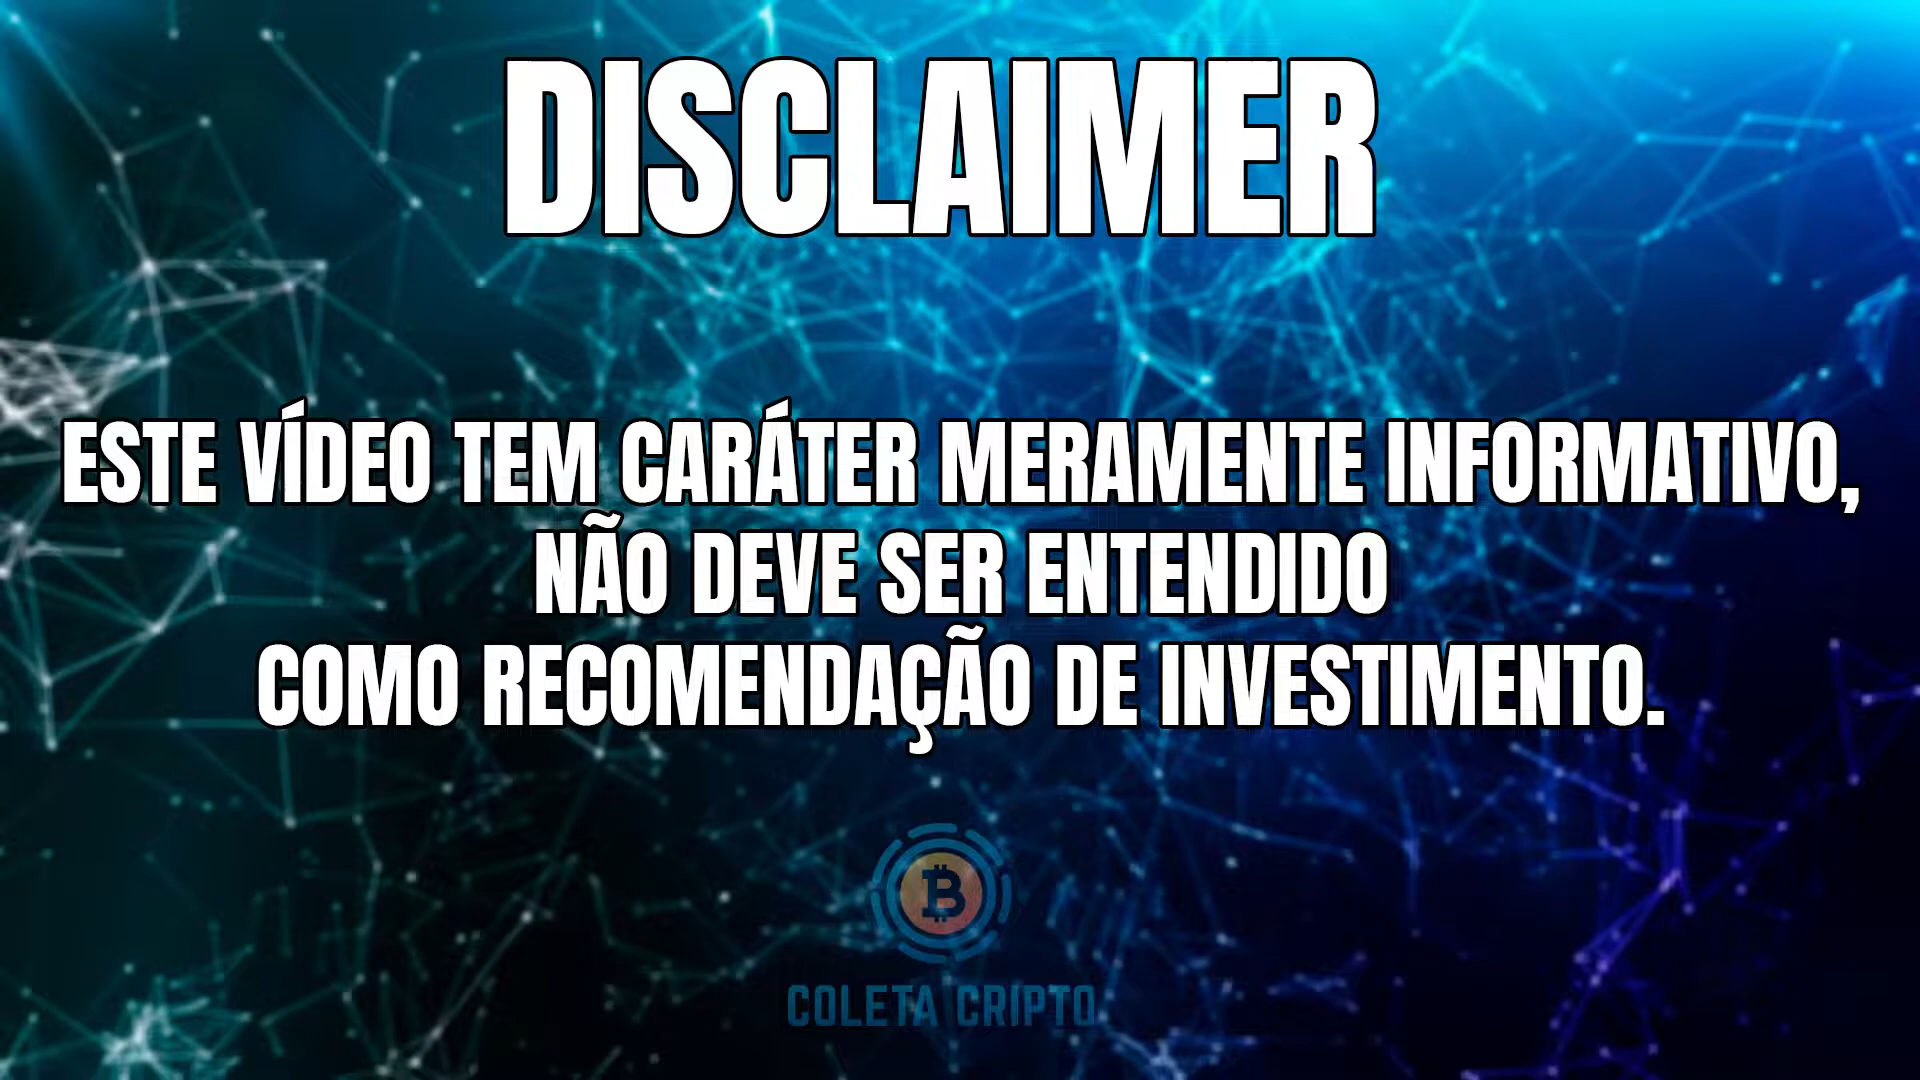 DISCLAIMER
ESTE VÍDEO TEM CARÁTER MERAMENTE INFORMATIVO,
NÃO DEVE SER ENTENDIDO
COMO RECOMENDAÇÃO DE INVESTIMENTO.
COLETA CRIPTO